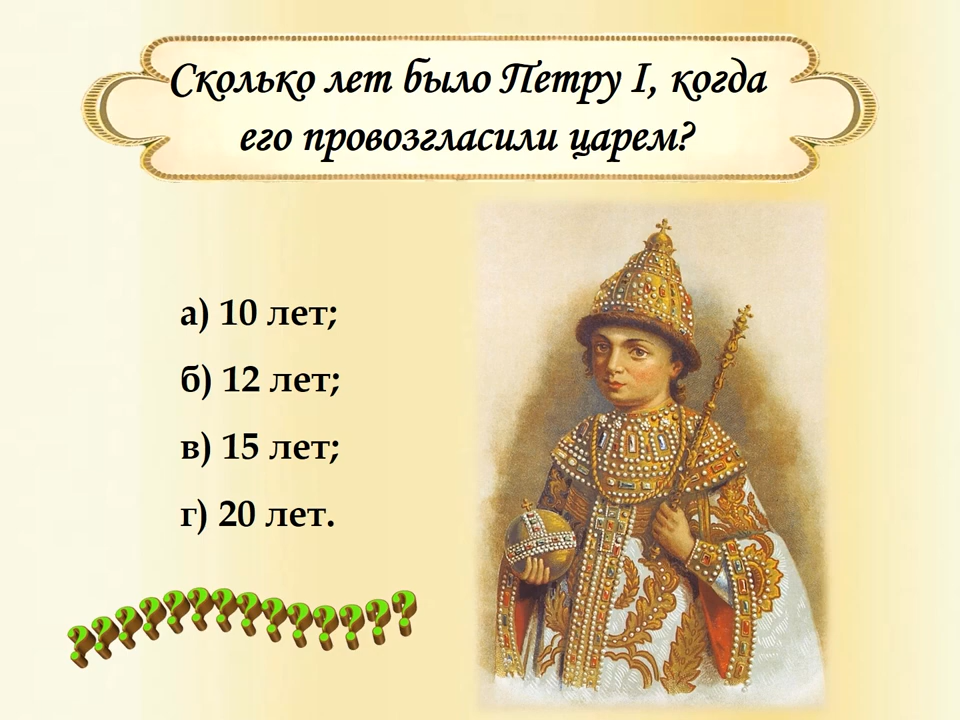 Сколько лет было Петру I, когда
его провозгласили царем?
а) 10 лет;
б) 12 лет;
в) 15 лет;
г) 20 лет.
??????????????